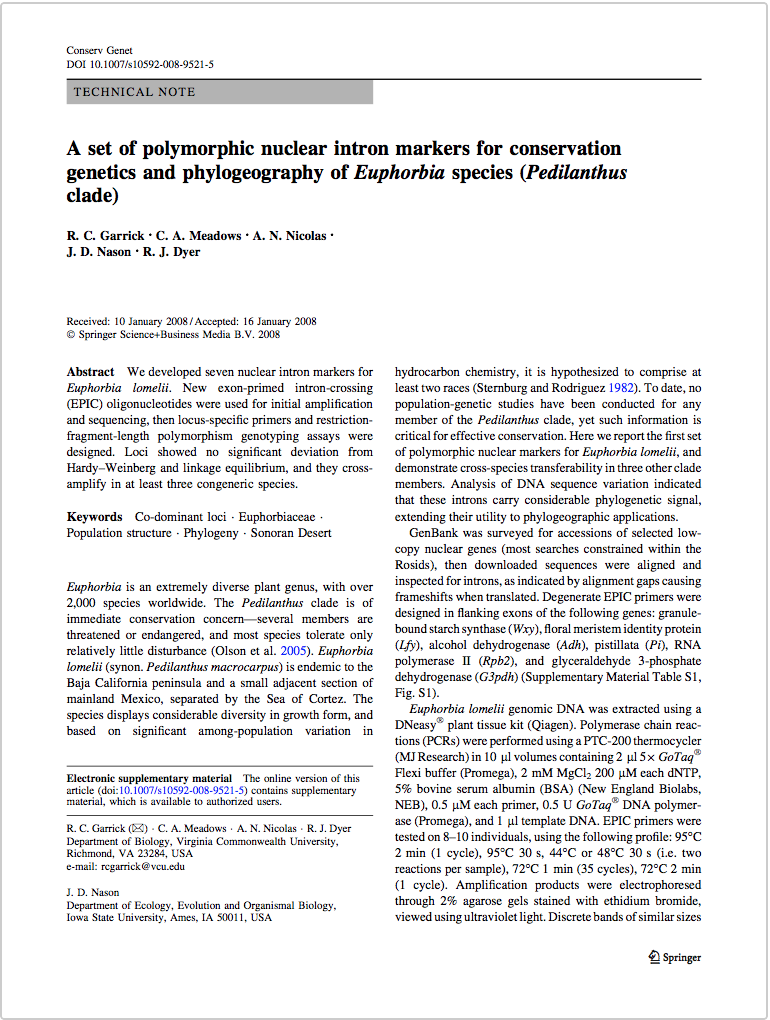 Conserv Genet
DOI 10.1007/s10592-008-9521-5
TECHNICAL NOTE
A set of polymorphic nuclear intron markers for conservation
genetics and phylogeography of Euphorbia species (Pedilanthus
clade)
R. C. Garrick · C. A. Meadows · A. N. Nicolas ·
J. D. Nason · R. J. Dyer
Received: 10 January 2008 / Accepted: 16 January 2008
© Springer Science+Business Media B.V. 2008
Abstract We developed seven nuclear intron markers for
Euphorbia lomelii. New exon-primed intron-crossing
(EPIC) oligonucleotides were used for initial amplification
and sequencing, then locus-specific primers and restriction-
fragment-length polymorphism genotyping assays were
designed. Loci showed no significant deviation from
Hardy–Weinberg and linkage equilibrium, and they cross-
amplify in at least three congeneric species.
Keywords Co-dominant loci · Euphorbiaceae ·
Population structure · Phylogeny · Sonoran Desert
Euphorbia is an extremely diverse plant genus, with over
2,000 species worldwide. The Pedilanthus clade is of
immediate conservation concern—several members are
threatened or endangered, and most species tolerate only
relatively little disturbance (Olson et al. 2005). Euphorbia
lomelii (synon. Pedilanthus macrocarpus) is endemic to the
Baja California peninsula and a small adjacent section of
mainland Mexico, separated by the Sea of Cortez. The
species displays considerable diversity in growth form, and
based on significant among-population variation in
Electronic supplementary material The online version of this
article (doi:10.1007/s10592-008-9521-5) contains supplementary
material, which is available to authorized users.
R. C. Garrick (✉) · C. A. Meadows · A. N. Nicolas · R. J. Dyer
Department of Biology, Virginia Commonwealth University,
Richmond, VA 23284, USA
e-mail: rcgarrick@vcu.edu
J. D. Nason
Department of Ecology, Evolution and Organismal Biology,
Iowa State University, Ames, IA 50011, USA
hydrocarbon chemistry, it is hypothesized to comprise at
least two races (Sternburg and Rodriguez 1982). To date, no
population-genetic studies have been conducted for any
member of the Pedilanthus clade, yet such information is
critical for effective conservation. Here we report the first set
of polymorphic nuclear markers for Euphorbia lomelii, and
demonstrate cross-species transferability in three other clade
members. Analysis of DNA sequence variation indicated
that these introns carry considerable phylogenetic signal,
extending their utility to phylogeographic applications.
GenBank was surveyed for accessions of selected low-
copy nuclear genes (most searches constrained within the
Rosids), then downloaded sequences were aligned and
inspected for introns, as indicated by alignment gaps causing
frameshifts when translated. Degenerate EPIC primers were
designed in flanking exons of the following genes: granule-
bound starch synthase (Wxy), floral meristem identity protein
(Lfy), alcohol dehydrogenase (Adh), pistillata (Pi), RNA
polymerase II (Rpb2), and glyceraldehyde 3-phosphate
dehydrogenase (G3pdh) (Supplementary Material Table S1,
Fig. S1).
Euphorbia lomelii genomic DNA was extracted using a
DNeasy® plant tissue kit (Qiagen). Polymerase chain reac-
tions (PCRs) were performed using a PTC-200 thermocycler
(MJ Research) in 10 μl volumes containing 2 μl 5× GoTaq®
Flexi buffer (Promega), 2 mM MgCl₂ 200 μM each dNTP,
5% bovine serum albumin (BSA) (New England Biolabs,
NEB), 0.5 μM each primer, 0.5 U GoTaq® DNA polymer-
ase (Promega), and 1 μl template DNA. EPIC primers were
tested on 8–10 individuals, using the following profile: 95°C
2 min (1 cycle), 95°C 30 s, 44°C or 48°C 30 s (i.e. two
reactions per sample), 72°C 1 min (35 cycles), 72°C 2 min
(1 cycle). Amplification products were electrophoresed
through 2% agarose gels stained with ethidium bromide,
viewed using ultraviolet light. Discrete bands of similar sizes
Springer